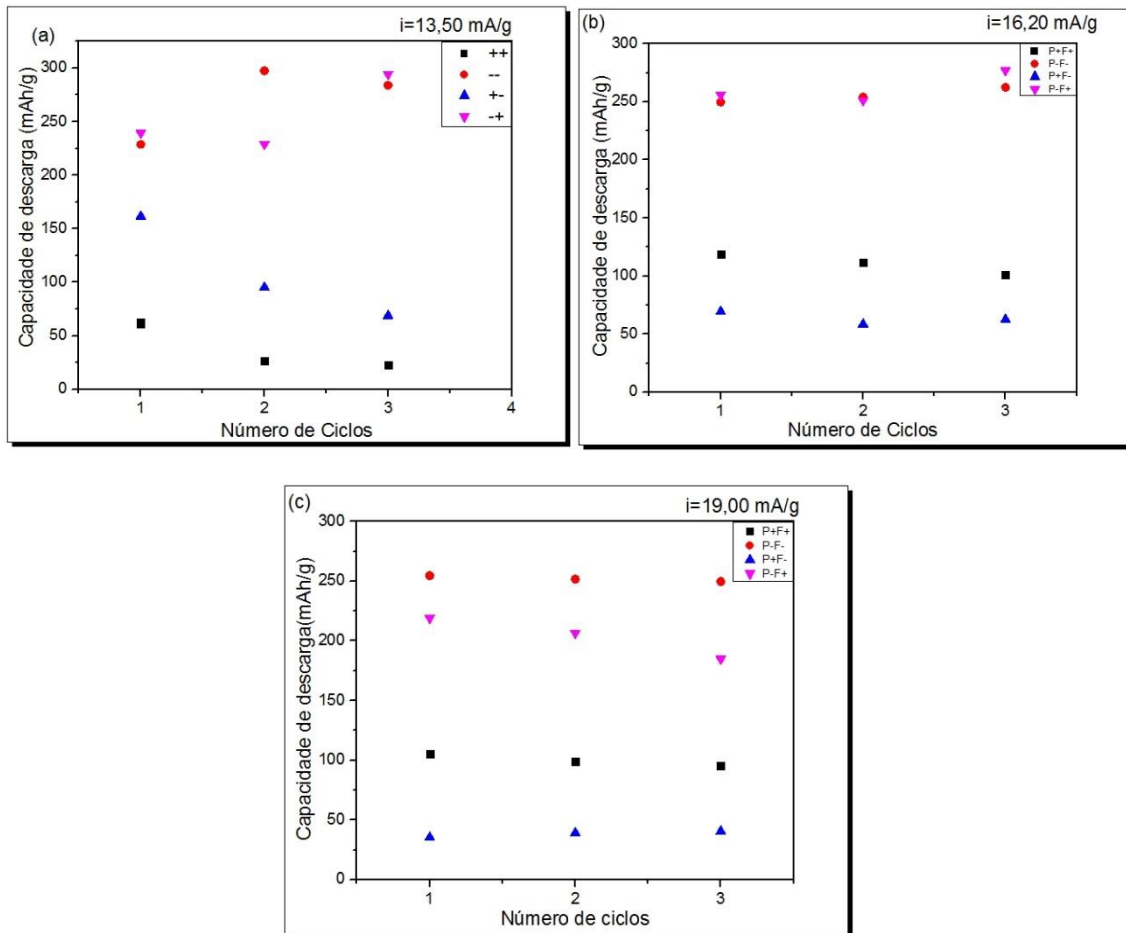 (a)
i=13,50 mA/g
++
--
+-
-+
Capacidade de descarga (mAh/g)
300
250
200
150
100
50
0
1
2
3
4
Número de Ciclos
(b)
i=16,20 mA/g
P+F+
P-F-
P+F-
P-F+
Capacidade de descarga (mAh/g)
300
250
200
150
100
50
0
1
2
3
Número de Ciclos
(c)
i=19,00 mA/g
P+F+
P-F-
P+F-
P-F+
Capacidade de descarga(mAh/g)
300
250
200
150
100
50
0
1
2
3
Número de ciclos